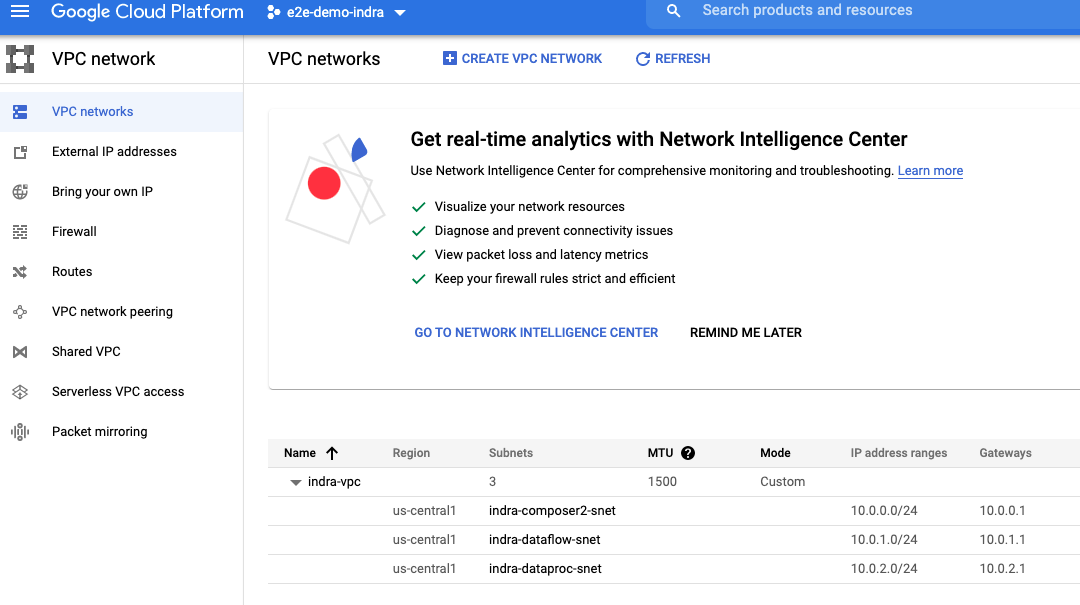 Google Cloud Platform e2e-demo-indra Search products and resources
VPC network
VPC networks
External IP addresses
Bring your own IP
Firewall
Routes
VPC network peering
Shared VPC
Serverless VPC access
Packet mirroring
VPC networks CREATE VPC NETWORK REFRESH
Get real-time analytics with Network Intelligence Center
Use Network Intelligence Center for comprehensive monitoring and troubleshooting. Learn more
Visualize your network resources
Diagnose and prevent connectivity issues
View packet loss and latency metrics
Keep your firewall rules strict and efficient
GO TO NETWORK INTELLIGENCE CENTER REMIND ME LATER
Name Region Subnets MTU ? Mode IP address ranges Gateways
indra-vpc 3 1500 Custom
us-central1 indra-composer2-snet 10.0.0.0/24 10.0.0.1
us-central1 indra-dataflow-snet 10.0.1.0/24 10.0.1.1
us-central1 indra-dataproc-snet 10.0.2.0/24 10.0.2.1